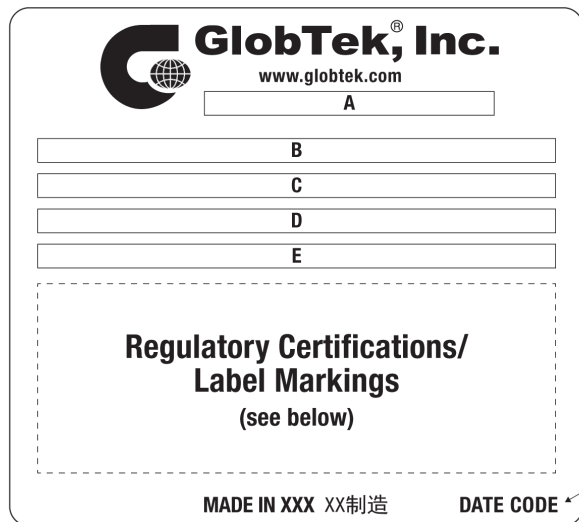 GlobTek®, Inc.
www.globtek.com
A
B
C
D
E
Regulatory Certifications/
Label Markings
(see below)
MADE IN XXX XX制造 DATE CODE